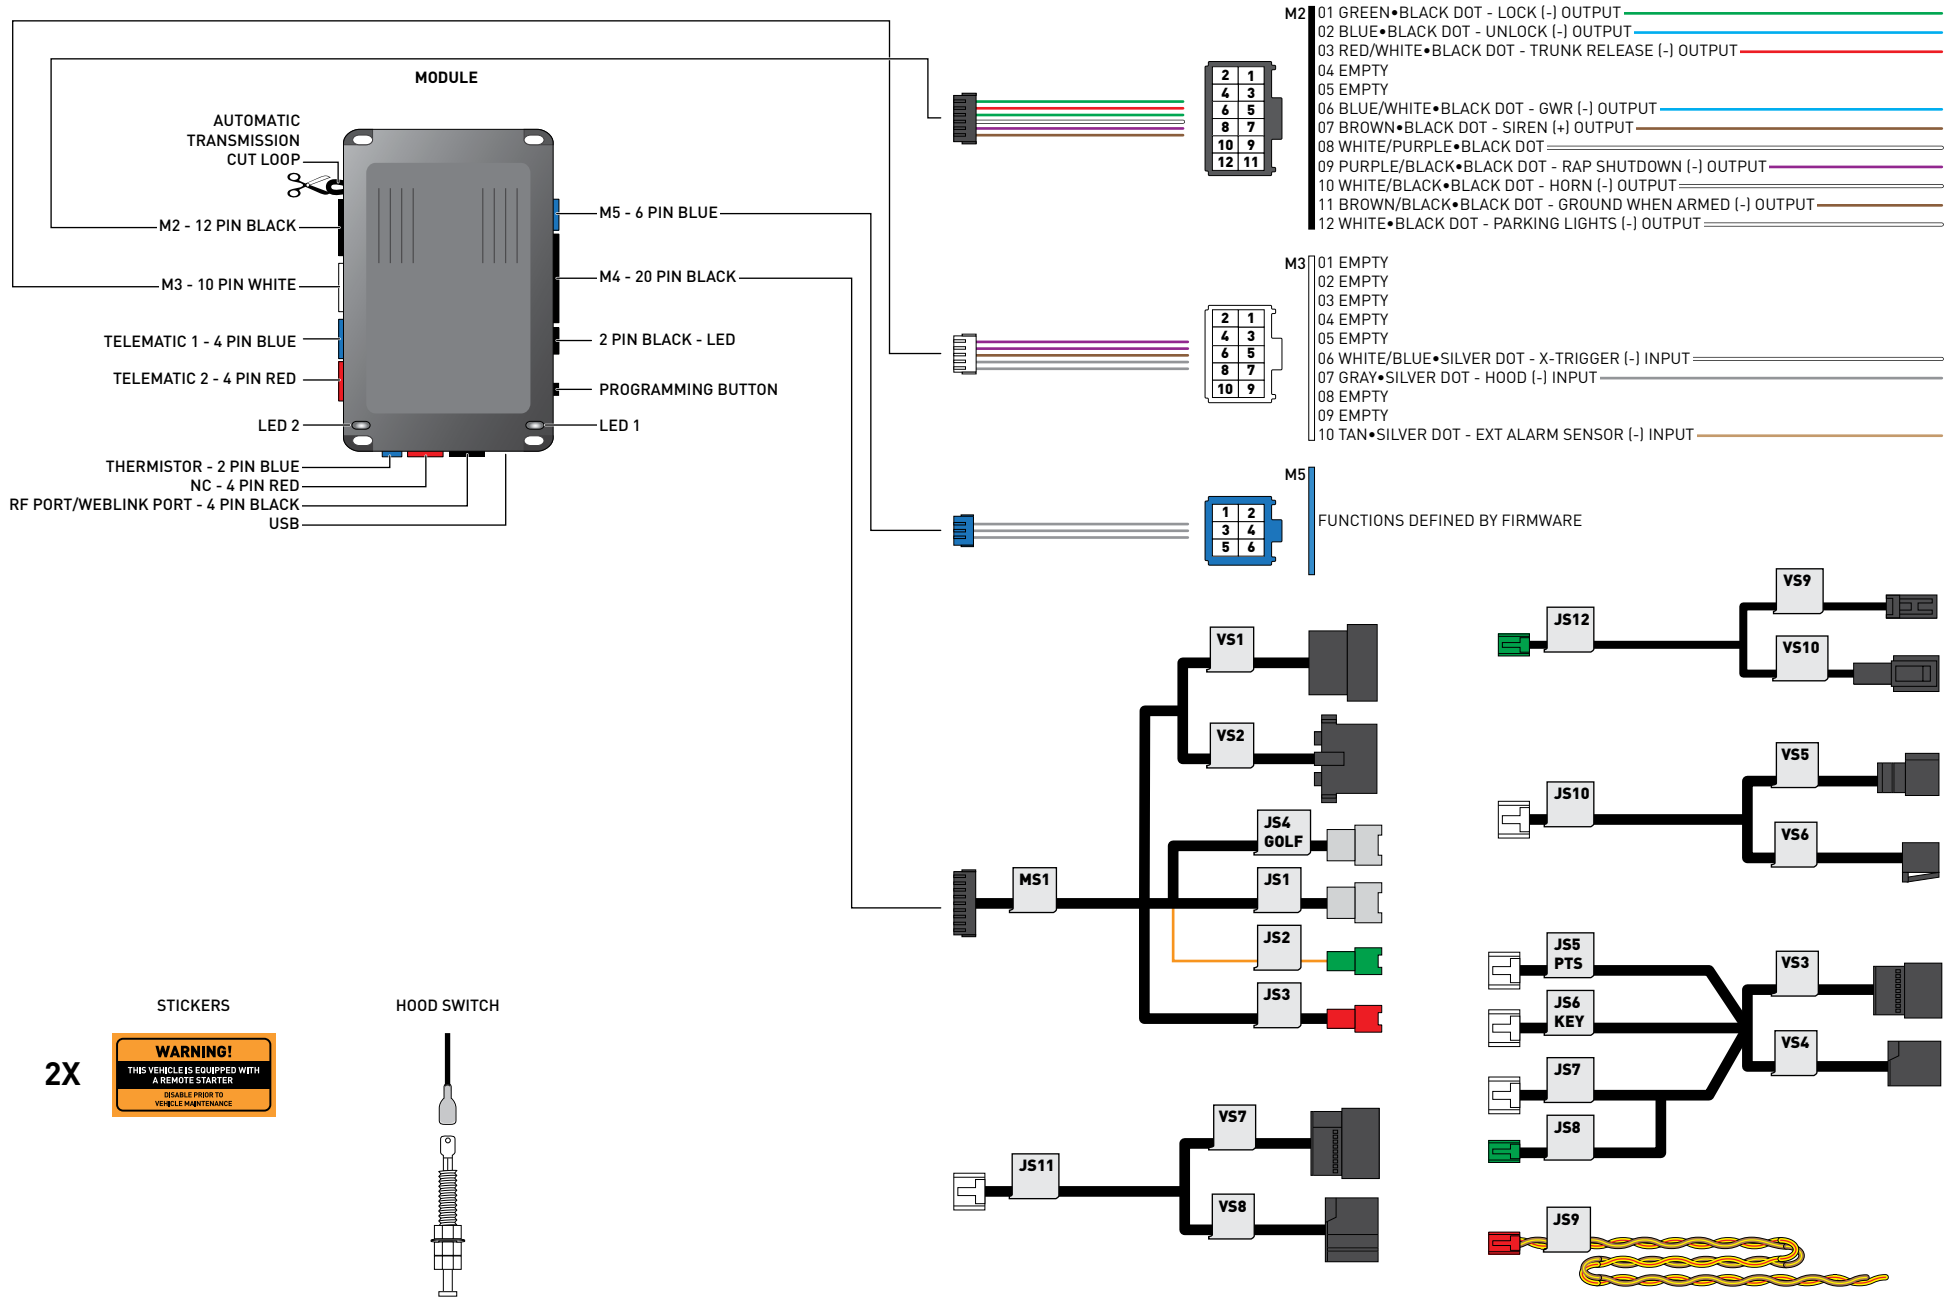 MODULE
AUTOMATIC
TRANSMISSION
CUT LOOP
M2 - 12 PIN BLACK
M3 - 10 PIN WHITE
TELEMATIC 1 - 4 PIN BLUE
TELEMATIC 2 - 4 PIN RED
LED 2
THERMISTOR - 2 PIN BLUE
NC - 4 PIN RED
RF PORT/WEBLINK PORT - 4 PIN BLACK
USB
M5 - 6 PIN BLUE
M4 - 20 PIN BLACK
2 PIN BLACK - LED
PROGRAMMING BUTTON
LED 1
2 1
4 3
6 5
8 7
10 9
12 11
M2
01 GREEN•BLACK DOT - LOCK (-) OUTPUT
02 BLUE•BLACK DOT - UNLOCK (-) OUTPUT
03 RED/WHITE•BLACK DOT - TRUNK RELEASE (-) OUTPUT
04 EMPTY
05 EMPTY
06 BLUE/WHITE•BLACK DOT - GWR (-) OUTPUT
07 BROWN•BLACK DOT - SIREN (+) OUTPUT
08 WHITE/PURPLE•BLACK DOT
09 PURPLE/BLACK•BLACK DOT - RAP SHUTDOWN (-) OUTPUT
10 WHITE/BLACK•BLACK DOT - HORN (-) OUTPUT
11 BROWN/BLACK•BLACK DOT - GROUND WHEN ARMED (-) OUTPUT
12 WHITE•BLACK DOT - PARKING LIGHTS (-) OUTPUT
2 1
4 3
6 5
8 7
10 9
M3
01 EMPTY
02 EMPTY
03 EMPTY
04 EMPTY
05 EMPTY
06 WHITE/BLUE•SILVER DOT - X-TRIGGER (-) INPUT
07 GRAY•SILVER DOT - HOOD (-) INPUT
08 EMPTY
09 EMPTY
10 TAN•SILVER DOT - EXT ALARM SENSOR (-) INPUT
1 2
3 4
5 6
M5
FUNCTIONS DEFINED BY FIRMWARE
MS1
VS1
VS2
JS4
GOLF
JS1
JS2
JS3
JS11
VS7
VS8
JS12
VS9
VS10
JS10
VS5
VS6
JS5
PTS
JS6
KEY
JS7
JS8
VS3
VS4
JS9
STICKERS
2X
WARNING!
THIS VEHICLE IS EQUIPPED WITH
A REMOTE STARTER
DISABLE PRIOR TO
VEHICLE MAINTENANCE
HOOD SWITCH